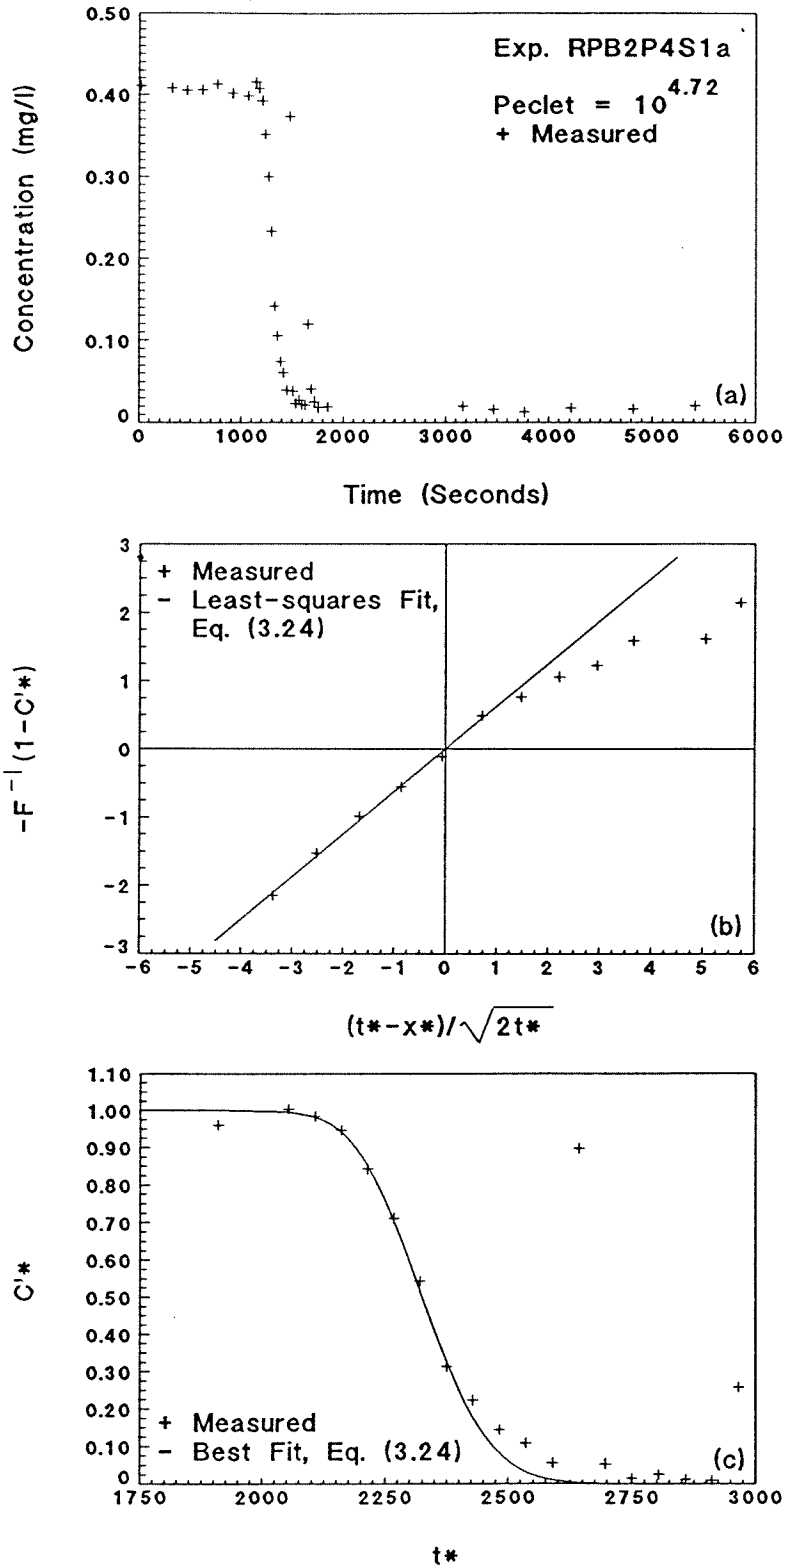 0.50
0.40
0.30
0.20
0.10
0
Concentration (mg/l)
Exp. RPB2P4S1a
Peclet = 10^4.72
+ Measured
(a)
0 1000 2000 3000 4000 5000 6000
Time (Seconds)
3
2
1
0
-1
-2
-3
-F^-1(1-C'*)
+ Measured
- Least-squares Fit,
Eq. (3.24)
(b)
-6 -5 -4 -3 -2 -1 0 1 2 3 4 5 6
(t*-x*)/√2t*
1.10
1.00
0.90
0.80
0.70
0.60
0.50
0.40
0.30
0.20
0.10
0
C'*
+ Measured
- Best Fit, Eq. (3.24)
(c)
1750 2000 2250 2500 2750 3000
t*